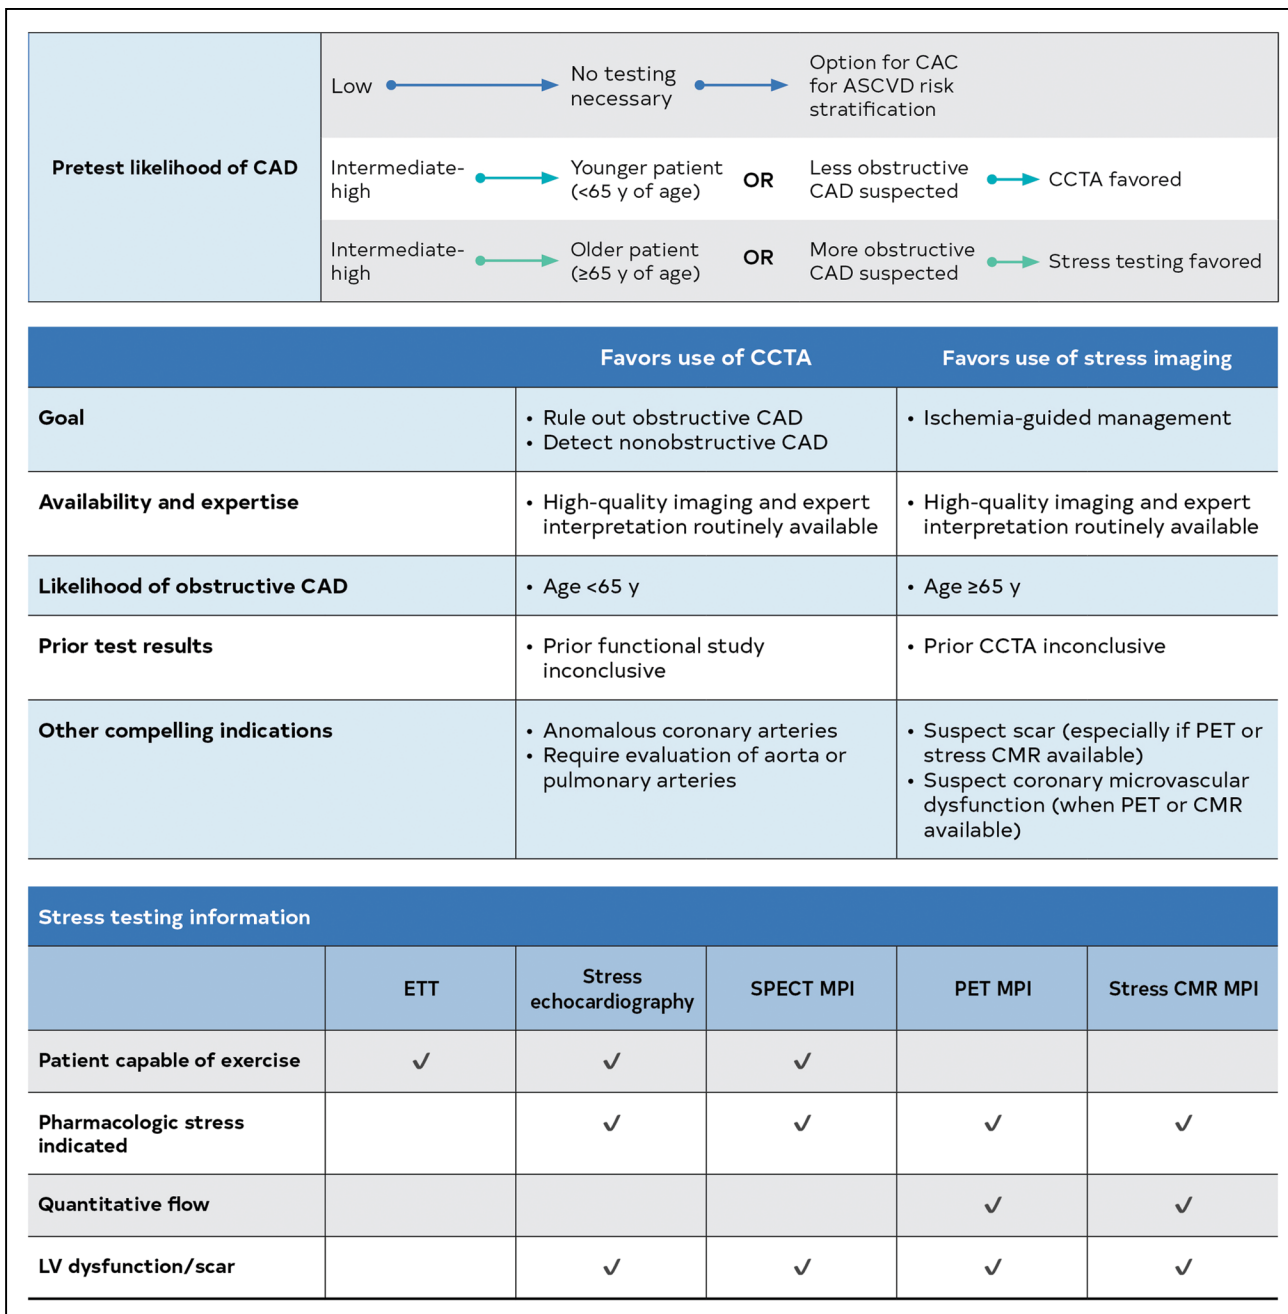 Pretest likelihood of CAD
Low
No testing
necessary
Option for CAC
for ASCVD risk
stratification
Intermediate-
high
Younger patient
(<65 y of age)
OR
Less obstructive
CAD suspected
CCTA favored
Intermediate-
high
Older patient
(≥65 y of age)
OR
More obstructive
CAD suspected
Stress testing favored
Favors use of CCTA
Favors use of stress imaging
Goal
• Rule out obstructive CAD
• Detect nonobstructive CAD
• Ischemia-guided management
Availability and expertise
• High-quality imaging and expert
interpretation routinely available
• High-quality imaging and expert
interpretation routinely available
Likelihood of obstructive CAD
• Age <65 y
• Age ≥65 y
Prior test results
• Prior functional study
inconclusive
• Prior CCTA inconclusive
Other compelling indications
• Anomalous coronary arteries
• Require evaluation of aorta or
pulmonary arteries
• Suspect scar (especially if PET or
stress CMR available)
• Suspect coronary microvascular
dysfunction (when PET or CMR
available)
Stress testing information
ETT
Stress
echocardiography
SPECT MPI
PET MPI
Stress CMR MPI
Patient capable of exercise ✓ ✓ ✓
Pharmacologic stress
indicated
✓ ✓ ✓ ✓
Quantitative flow ✓ ✓
LV dysfunction/scar ✓ ✓ ✓ ✓